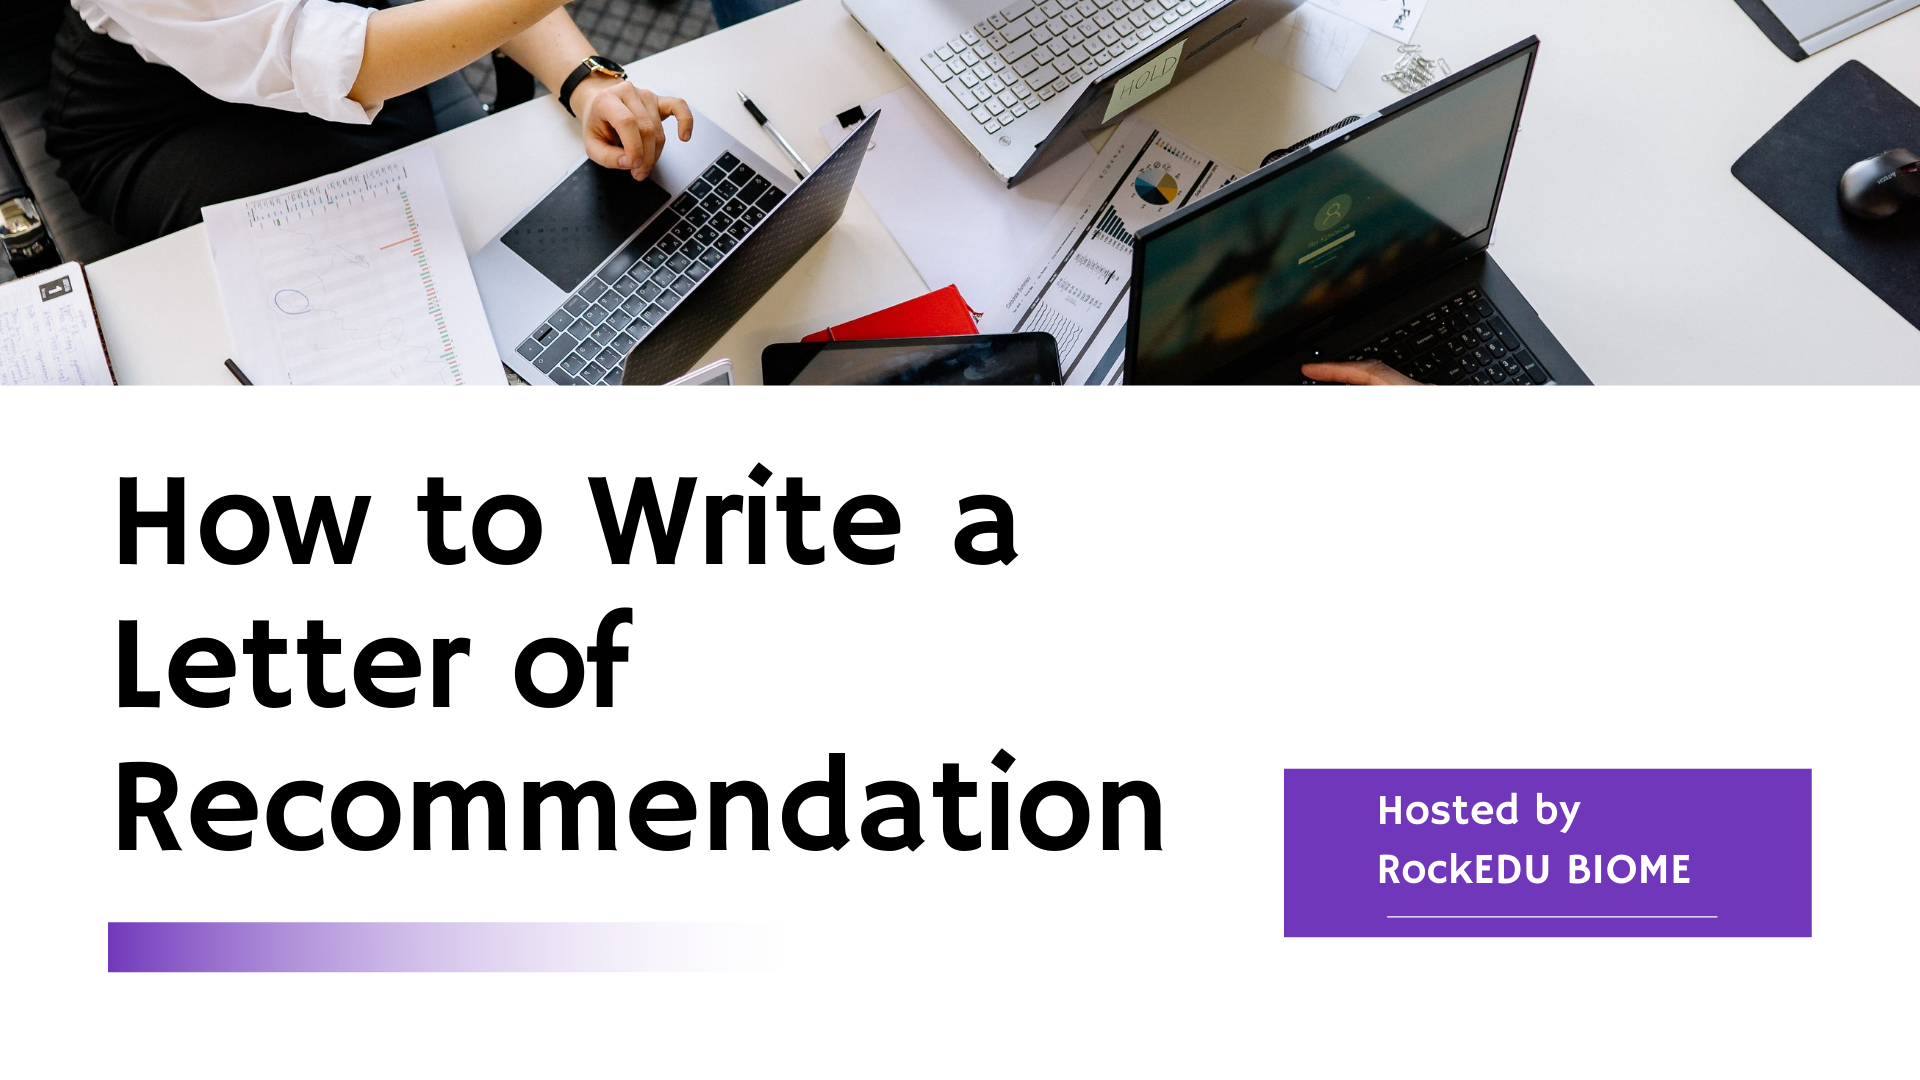 HOLD
How to Write a
Letter of
Recommendation
Hosted by
RockEDU BIOME